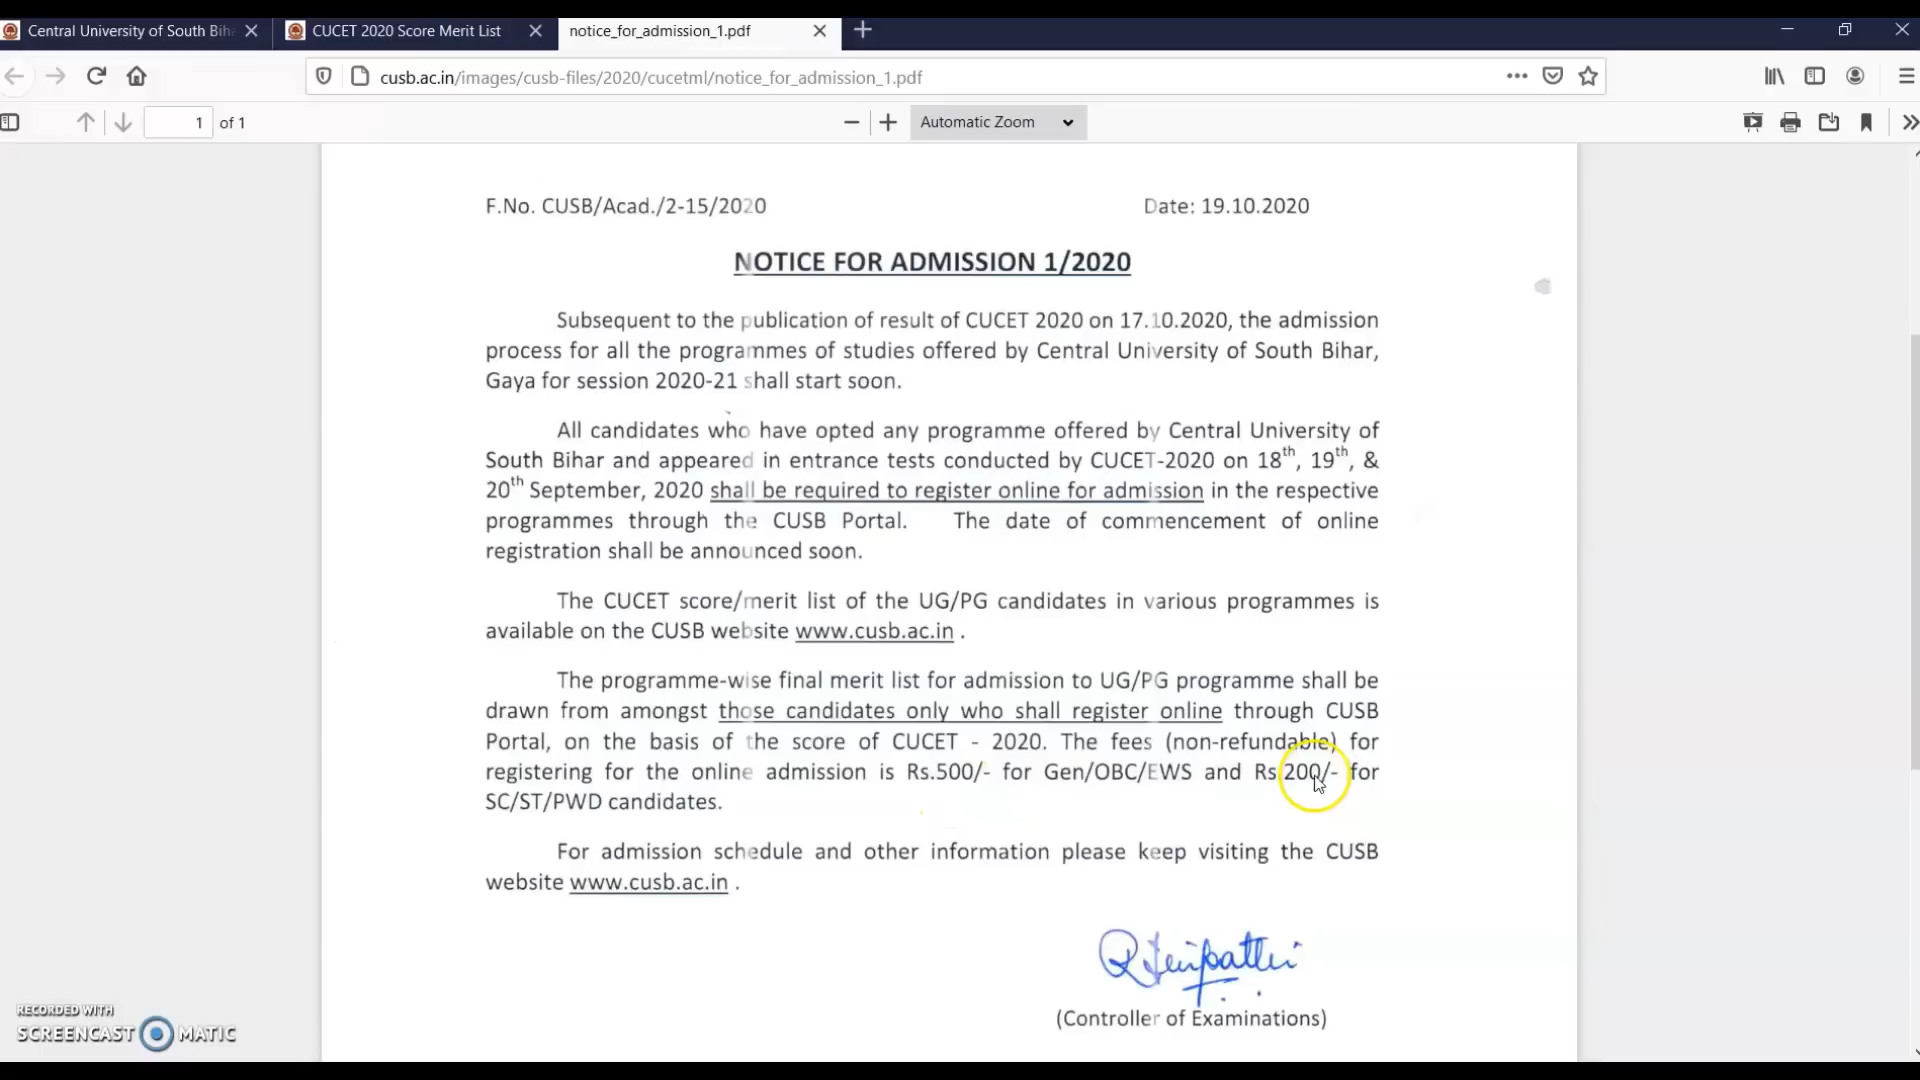 Central University of South Biha
CUCET 2020 Score Merit List
notice_for_admission_1.pdf
cusb.ac.in/images/cusb-files/2020/cucetml/notice_for_admission_1.pdf
1 of 1
Automatic Zoom
F.No. CUSB/Acad./2-15/2020 Date: 19.10.2020
NOTICE FOR ADMISSION 1/2020
Subsequent to the publication of result of CUCET 2020 on 17.10.2020, the admission
process for all the programmes of studies offered by Central University of South Bihar,
Gaya for session 2020-21 shall start soon.
All candidates who have opted any programme offered by Central University of
South Bihar and appeared in entrance tests conducted by CUCET-2020 on 18th, 19th, &
20th September, 2020 shall be required to register online for admission in the respective
programmes through the CUSB Portal. The date of commencement of online
registration shall be announced soon.
The CUCET score/merit list of the UG/PG candidates in various programmes is
available on the CUSB website www.cusb.ac.in .
The programme-wise final merit list for admission to UG/PG programme shall be
drawn from amongst those candidates only who shall register online through CUSB
Portal, on the basis of the score of CUCET - 2020. The fees (non-refundable) for
registering for the online admission is Rs.500/- for Gen/OBC/EWS and Rs.200/- for
SC/ST/PWD candidates.
For admission schedule and other information please keep visiting the CUSB
website www.cusb.ac.in .
RTripathi
(Controller of Examinations)
RECORDED WITH
SCREENCAST MATIC